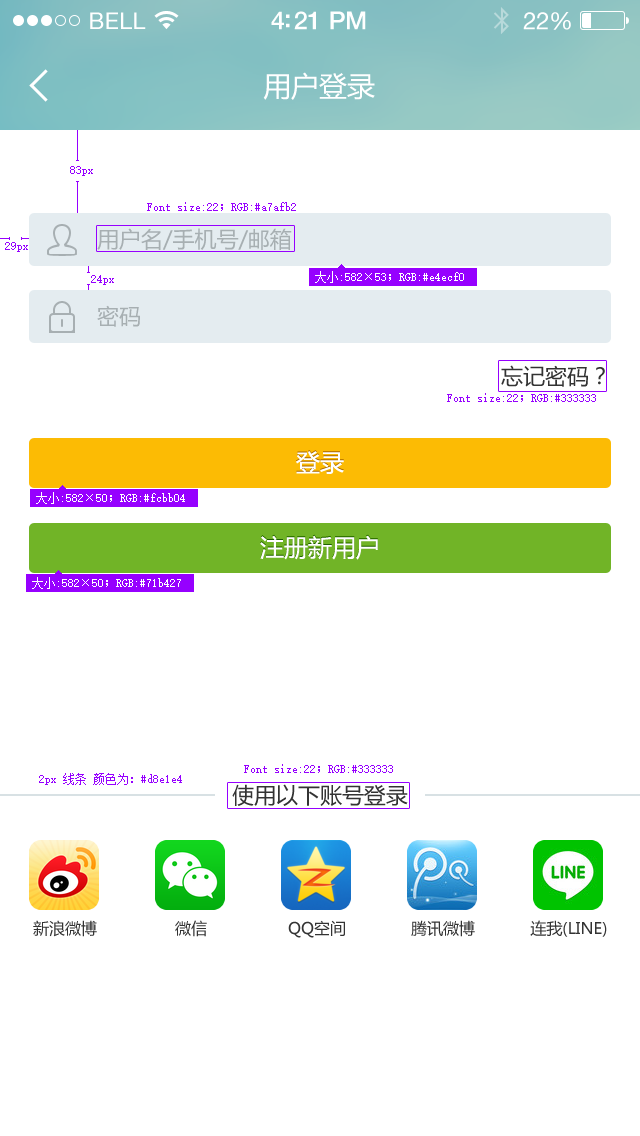 BELL 4:21 PM 22%
用户登录
83px
Font size:22; RGB:#a7afb2
29px
用户名/手机号/邮箱
24px
大小:582×53; RGB:#e4ecf0
密码
忘记密码？
Font size:22; RGB:#333333
登录
大小:582×50; RGB:#fcbb04
注册新用户
大小:582×50; RGB:#71b427
Font size:22; RGB:#333333
2px 线条 颜色为: #d8e1e4
使用以下账号登录
LINE
新浪微博 微信 QQ空间 腾讯微博 连我(LINE)